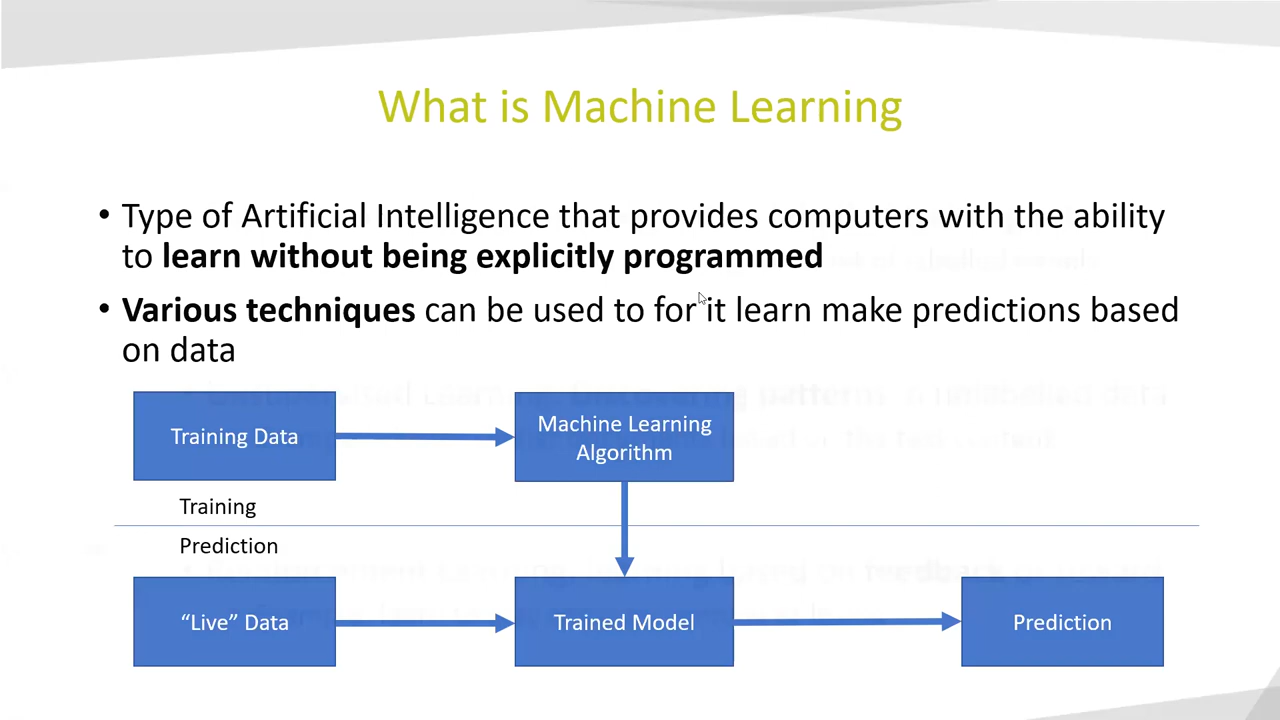 What is Machine Learning
• Type of Artificial Intelligence that provides computers with the ability
to learn without being explicitly programmed
• Various techniques can be used to for it learn make predictions based
on data
Training Data
Machine Learning
Algorithm
Training
Prediction
“Live” Data
Trained Model
Prediction